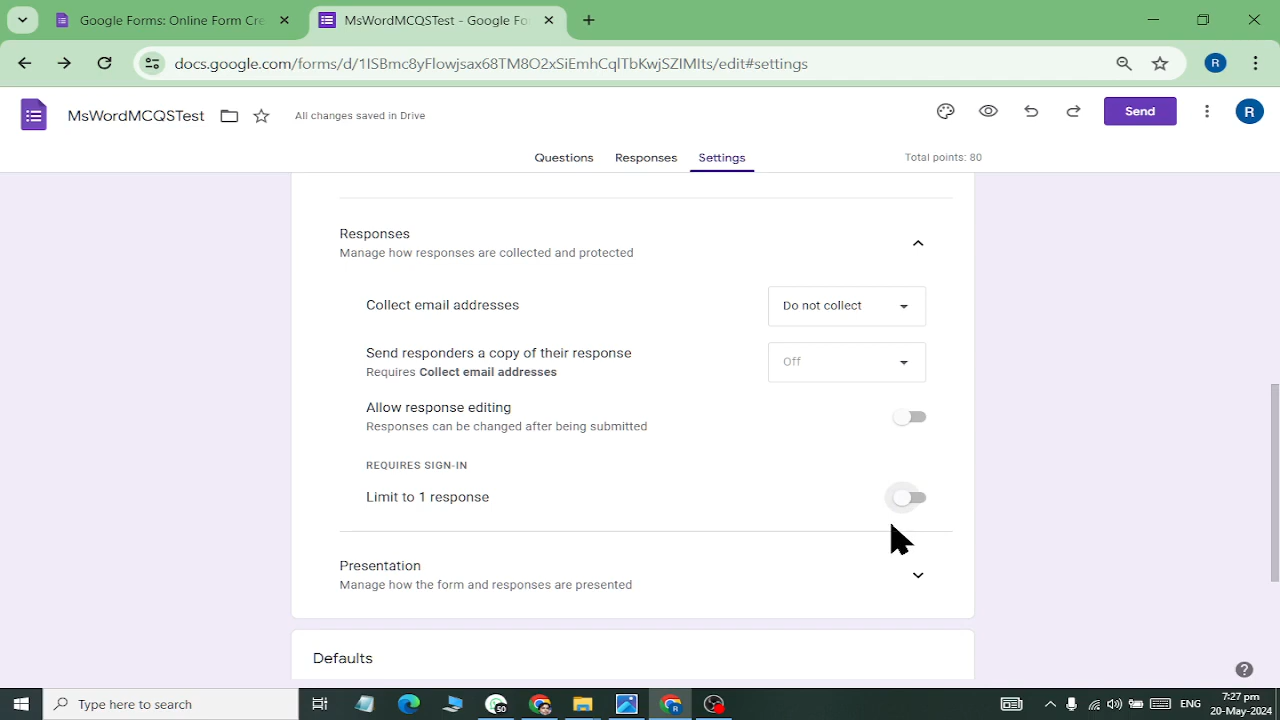 Google Forms: Online Form Cre
MsWordMCQSTest - Google Fo
docs.google.com/forms/d/1ISBmc8yFlowjsax68TM8O2xSiEmhCqlTbKwjSZIMIts/edit#settings
R
MsWordMCQSTest
All changes saved in Drive
Send
R
Questions
Responses
Settings
Total points: 80
Responses
Manage how responses are collected and protected
Collect email addresses
Do not collect
Send responders a copy of their response
Requires Collect email addresses
Off
Allow response editing
Responses can be changed after being submitted
REQUIRES SIGN-IN
Limit to 1 response
Presentation
Manage how the form and responses are presented
Defaults
Type here to search
ENG
7:27 pm
20-May-2024